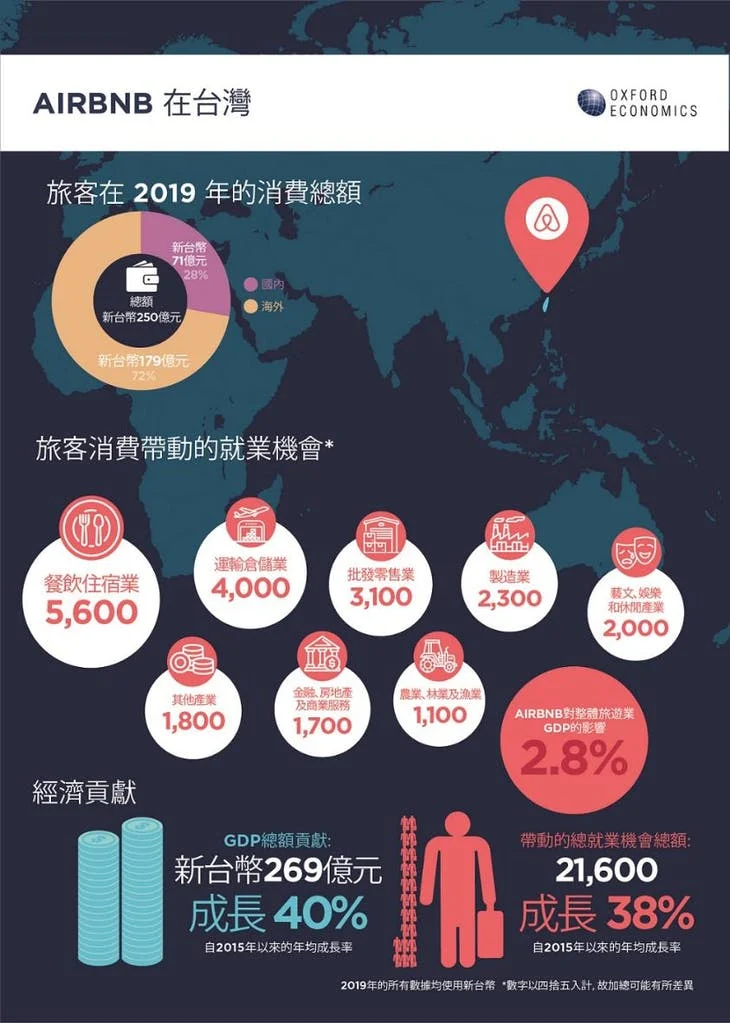 AIRBNB 在台灣
OXFORD
ECONOMICS
旅客在 2019 年的消費總額
新台幣
71億元
28%
總額
新台幣250億元
新台幣179億元
72%
國內
海外
旅客消費帶動的就業機會*
餐飲住宿業
5,600
運輸倉儲業
4,000
批發零售業
3,100
製造業
2,300
藝文、娛樂
和休閒產業
2,000
其他產業
1,800
金融、房地產
及商業服務
1,700
農業、林業及漁業
1,100
AIRBNB對整體旅遊業
GDP的影響
2.8%
經濟貢獻
GDP總額貢獻:
新台幣269億元
成長 40%
自2015年以來的年均成長率
帶動的總就業機會總額:
21,600
成長 38%
自2015年以來的年均成長率
2019年的所有數據均使用新台幣 *數字以四捨五入計, 故加總可能有所差異